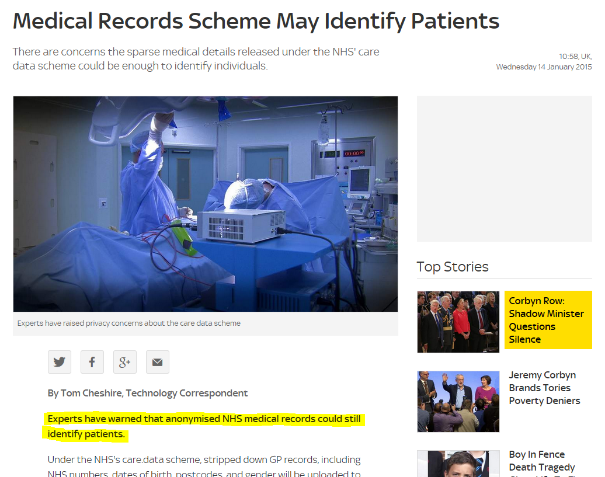 Medical Records Scheme May Identify Patients
There are concerns the sparse medical details released under the NHS' care
data scheme could be enough to identify individuals.
10:58, UK,
Wednesday 14 January 2015
Experts have raised privacy concerns about the care data scheme
By Tom Cheshire, Technology Correspondent
Experts have warned that anonymised NHS medical records could still
identify patients.
Under the NHS's care.data scheme, stripped down GP records, including
NHS numbers, dates of birth, postcodes, and gender will be uploaded to
Top Stories
Corbyn Row:
Shadow Minister
Questions
Silence
Jeremy Corbyn
Brands Tories
Poverty Deniers
Boy In Fence
Death Tragedy